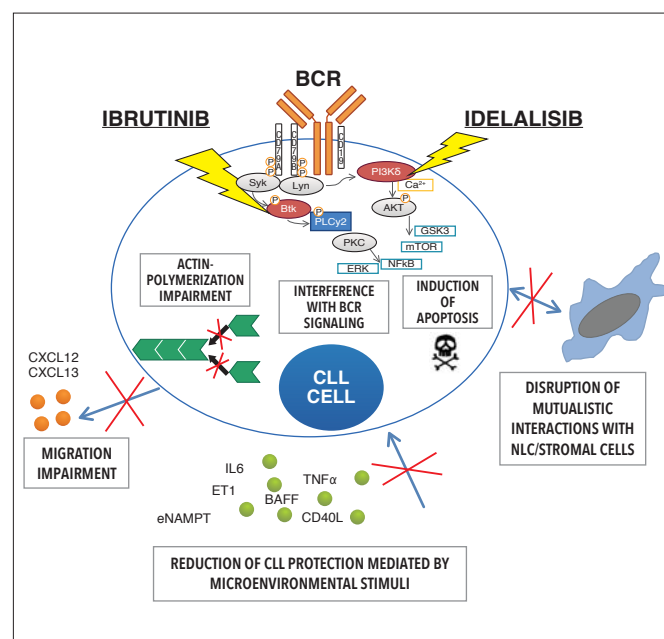 BCR
IBRUTINIB
IDELALISIB
CD79A
CD79B
CD19
P
P
P
P
Syk
Lyn
PI3Kδ
Ca²⁺
P
Btk
P
PLCγ2
P
AKT
GSK3
mTOR
PKC
NFkB
ERK
ACTIN-
POLYMERIZATION
IMPAIRMENT
INTERFERENCE
WITH BCR
SIGNALING
INDUCTION
OF
APOPTOSIS
CLL
CELL
CXCL12
CXCL13
MIGRATION
IMPAIRMENT
DISRUPTION OF
MUTUALISTIC
INTERACTIONS WITH
NLC/STROMAL CELLS
IL6
TNFα
ET1
BAFF
eNAMPT
CD40L
REDUCTION OF CLL PROTECTION MEDIATED BY
MICROENVIRONMENTAL STIMULI